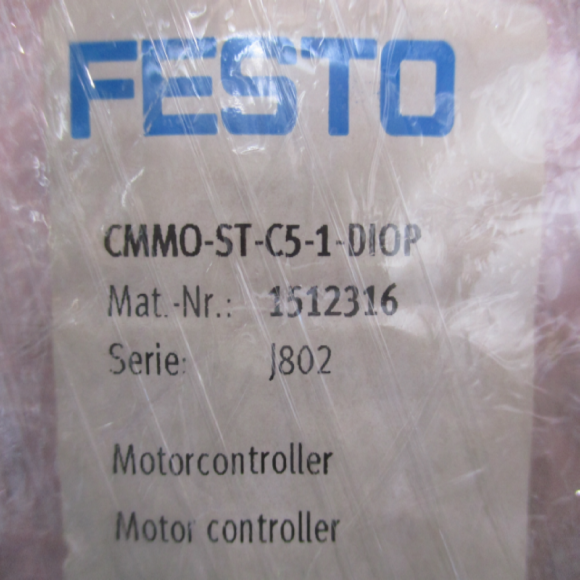 FESTO
CMMO-ST-C5-1-DIOP
Mat.-Nr.: 1512316
Serie: J802
Motorcontroller
Motor controller